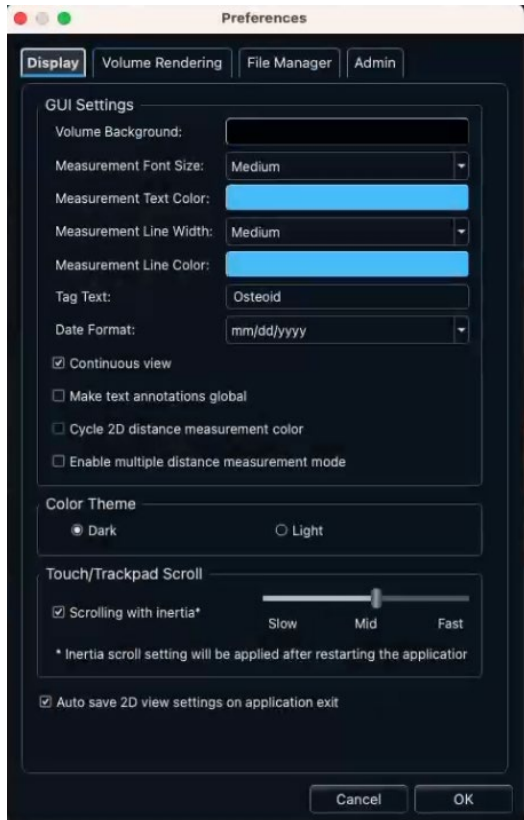 Preferences
Display Volume Rendering File Manager Admin
GUI Settings
Volume Background:
Measurement Font Size: Medium
Measurement Text Color:
Measurement Line Width: Medium
Measurement Line Color:
Tag Text: Osteoid
Date Format: mm/dd/yyyy
Continuous view
Make text annotations global
Cycle 2D distance measurement color
Enable multiple distance measurement mode
Color Theme
Dark Light
Touch/Trackpad Scroll
Scrolling with inertia*
Slow Mid Fast
* Inertia scroll setting will be applied after restarting the applicatior
Auto save 2D view settings on application exit
Cancel OK